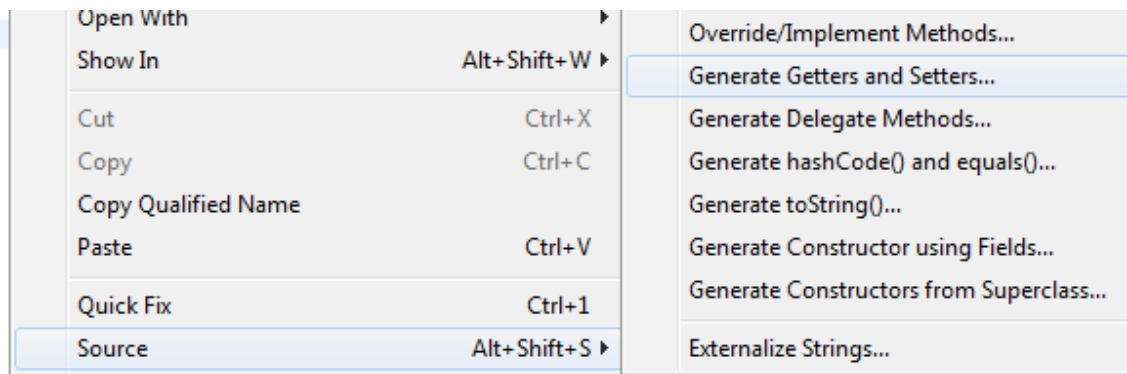 Open With
Show In Alt+Shift+W
Cut Ctrl+X
Copy Ctrl+C
Copy Qualified Name
Paste Ctrl+V
Quick Fix Ctrl+1
Source Alt+Shift+S
Override/Implement Methods...
Generate Getters and Setters...
Generate Delegate Methods...
Generate hashCode() and equals()...
Generate toString()...
Generate Constructor using Fields...
Generate Constructors from Superclass...
Externalize Strings...